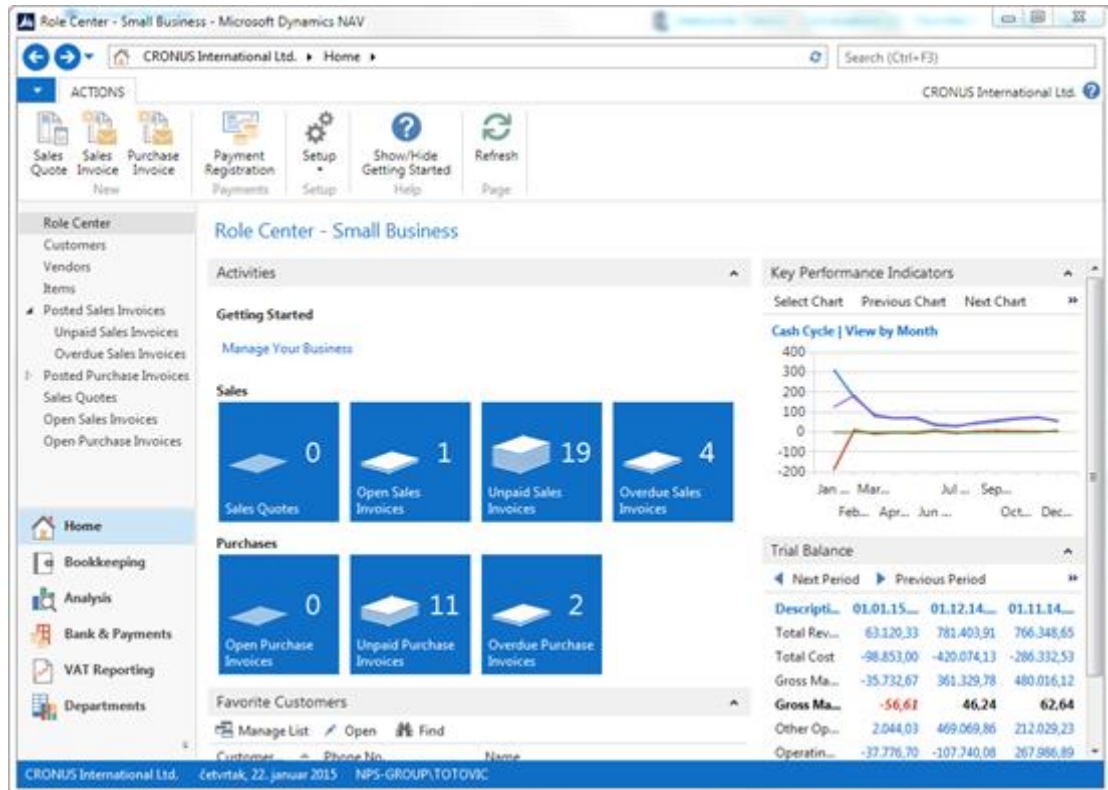 Role Center - Small Business - Microsoft Dynamics NAV
CRONUS International Ltd. Home
Search (Ctrl+F3)
ACTIONS
CRONUS International Ltd.
Sales Quote
Sales Invoice
Purchase Invoice
New
Payment Registration
Payments
Setup
Setup
Show/Hide Getting Started
Help
Refresh
Page
Role Center
Customers
Vendors
Items
Posted Sales Invoices
Unpaid Sales Invoices
Overdue Sales Invoices
Posted Purchase Invoices
Sales Quotes
Open Sales Invoices
Open Purchase Invoices
Home
Bookkeeping
Analysis
Bank & Payments
VAT Reporting
Departments
Role Center - Small Business
Activities
Getting Started
Manage Your Business
Sales
0
Sales Quotes
1
Open Sales
Invoices
19
Unpaid Sales
Invoices
4
Overdue Sales
Invoices
Purchases
0
Open Purchase
Invoices
11
Unpaid Purchase
Invoices
2
Overdue Purchase
Invoices
Favorite Customers
Manage List Open Find
Customer... Phone No. Name
Key Performance Indicators
Select Chart Previous Chart Next Chart
Cash Cycle | View by Month
400
300
200
100
0
-100
-200
Jan ... Mar... Jul ... Sep...
Feb... Apr... Jun ... Oct... Dec...
Trial Balance
Next Period Previous Period
Descripti... 01.01.15.... 01.12.14.... 01.11.14....
Total Rev... 63.120,33 781.403,91 766.348,65
Total Cost -98.853,00 -420.074,13 -286.332,53
Gross Ma... -35.732,67 361.329,78 480.016,12
Gross Ma... -56,61 46,24 62,64
Other Op... 2.044,03 469.069,86 212.029,23
Operatin... -37.776,70 -107.740,08 267.986,89
CRONUS International Ltd. četvrtak, 22. januar 2015 NPS-GROUP\TOTOVIC